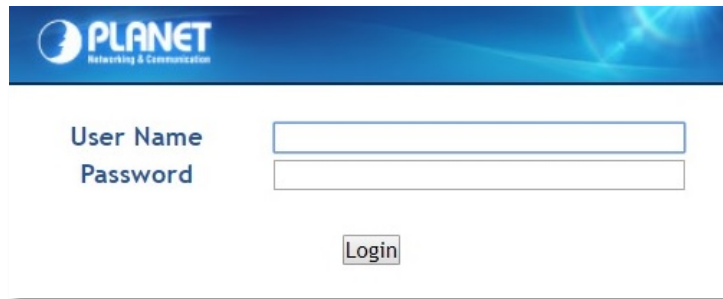 PLANET
Networking & Communication
User Name
Password
Login